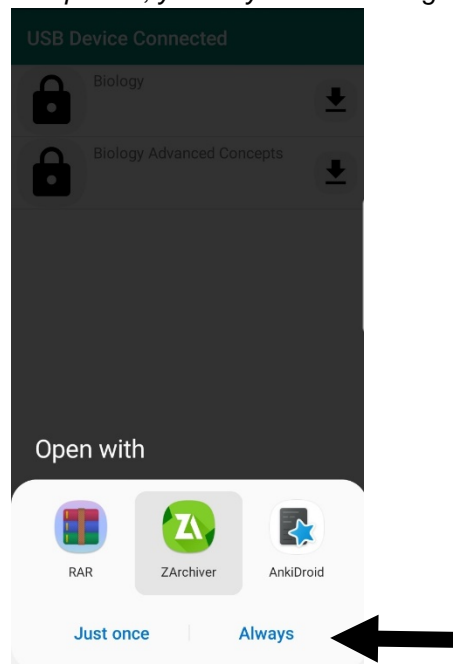 USB Device Connected
Biology
Biology Advanced Concepts
Open with
RAR ZArchiver AnkiDroid
Just once Always